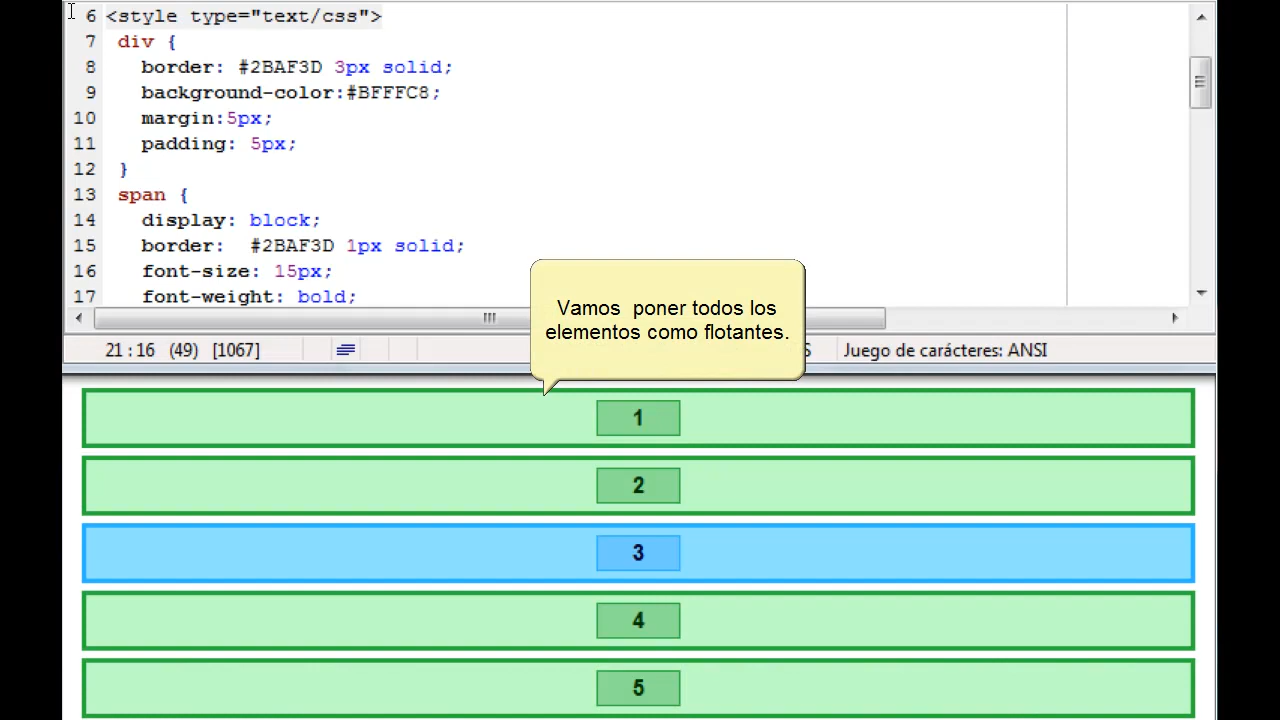 6 <style type="text/css">
7 div {
8 border: #2BAF3D 3px solid;
9 background-color:#BFFFC8;
10 margin:5px;
11 padding: 5px;
12 }
13 span {
14 display: block;
15 border: #2BAF3D 1px solid;
16 font-size: 15px;
17 font-weight: bold;
Vamos poner todos los
elementos como flotantes.
21 : 16 (49) [1067] S Juego de carácteres: ANSI
1
2
3
4
5